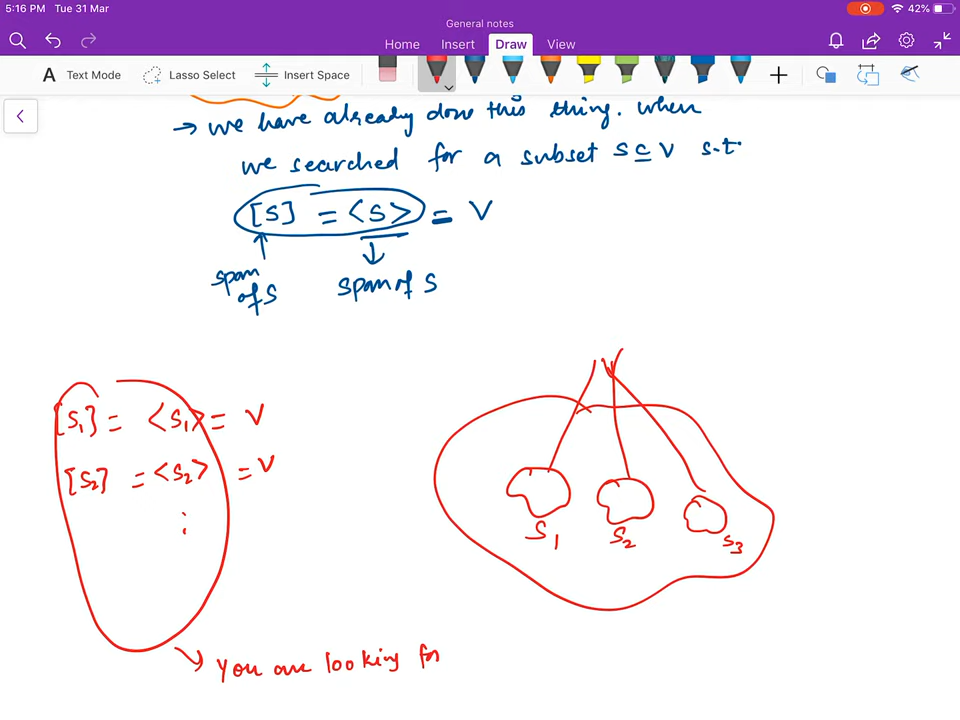 5:16 PM Tue 31 Mar
42%
General notes
Home Insert Draw View
A Text Mode Lasso Select Insert Space
→ we have already done this thing. when
we searched for a subset S ⊆ V s.t.
[S] = <S> = V
span of S
span of S
[S1] = <S1> = V
[S2] = <S2> = V
⋮
V
S1 S2 S3
you are looking for